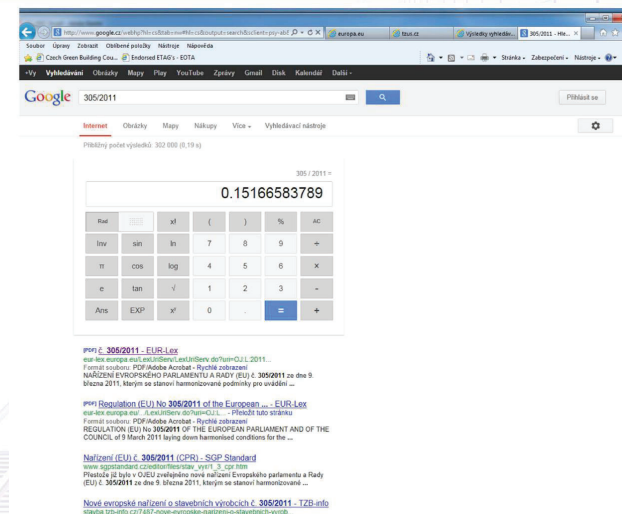 http://www.google.cz/webhp?hl=cs&tab=nw#hl=cs&output=search&sclient=psy-ab&
europa.eu
tzus.cz
Výsledky vyhledáv...
305/2011 - Hle...
Soubor Úpravy Zobrazit Oblíbené položky Nástroje Nápověda
Czech Green Building Cou...
Endorsed ETAG's - EOTA
Stránka
Zabezpečení
Nástroje
+Vy Vyhledávání Obrázky Mapy Play YouTube Zprávy Gmail Disk Kalendář Další
Google
305/2011
Přihlásit se
Internet Obrázky Mapy Nákupy Více Vyhledávací nástroje
Přibližný počet výsledků: 302 000 (0,19 s)
305 / 2011 =
0.15166583789
Rad x! ( ) % AC
Inv sin ln 7 8 9 ÷
π cos log 4 5 6 ×
e tan √ 1 2 3 -
Ans EXP 0 . = +
[PDF] č. 305/2011 - EUR-Lex
eur-lex.europa.eu/LexUriServ/LexUriServ.do?uri=OJ:L:2011...
Formát souboru: PDF/Adobe Acrobat - Rychlé zobrazení
NAŘÍZENÍ EVROPSKÉHO PARLAMENTU A RADY (EU) č. 305/2011 ze dne 9.
března 2011, kterým se stanoví harmonizované podmínky pro uvádění ...
[PDF] Regulation (EU) No 305/2011 of the European ... - EUR-Lex
eur-lex.europa.eu/.../LexUriServ.do?uri=OJ:L... - Přeložit tuto stránku
Formát souboru: PDF/Adobe Acrobat - Rychlé zobrazení
REGULATION (EU) No 305/2011 OF THE EUROPEAN PARLIAMENT AND OF THE
COUNCIL of 9 March 2011 laying down harmonised conditions for the ...
Nařízení (EU) č. 305/2011 (CPR) - SGP Standard
www.sgpstandard.cz/editor/files/stav_vyr/1_3_cpr.htm
Přestože již bylo v OJEU zveřejněno nové nařízení Evropského parlamentu a Rady
(EU) č. 305/2011 ze dne 9. března 2011, kterým se stanoví harmonizované ...
Nové evropské nařízení o stavebních výrobcích č. 305/2011 - TZB-info
stavba.tzb-info.cz/7487-nove-evropske-narizeni-o-stavebnich-vyrob...